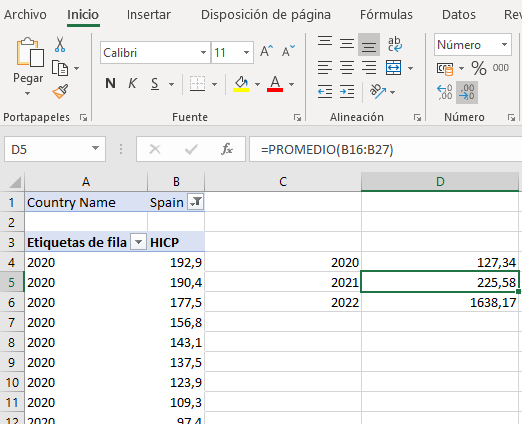 Archivo Inicio Insertar Disposición de página Fórmulas Datos Re
Calibri 11 A A ab c Número
Pegar N K S A ab % 000
Portapapeles Fuente Alineación Número
D5 fx =PROMEDIO(B16:B27)
A B C D
1 Country Name Spain
2
3 Etiquetas de fila HICP
4 2020 192,9 2020 127,34
5 2020 190,4 2021 225,58
6 2020 177,5 2022 1638,17
7 2020 156,8
8 2020 143,1
9 2020 137,5
10 2020 123,9
11 2020 109,3
12 2020 97,4